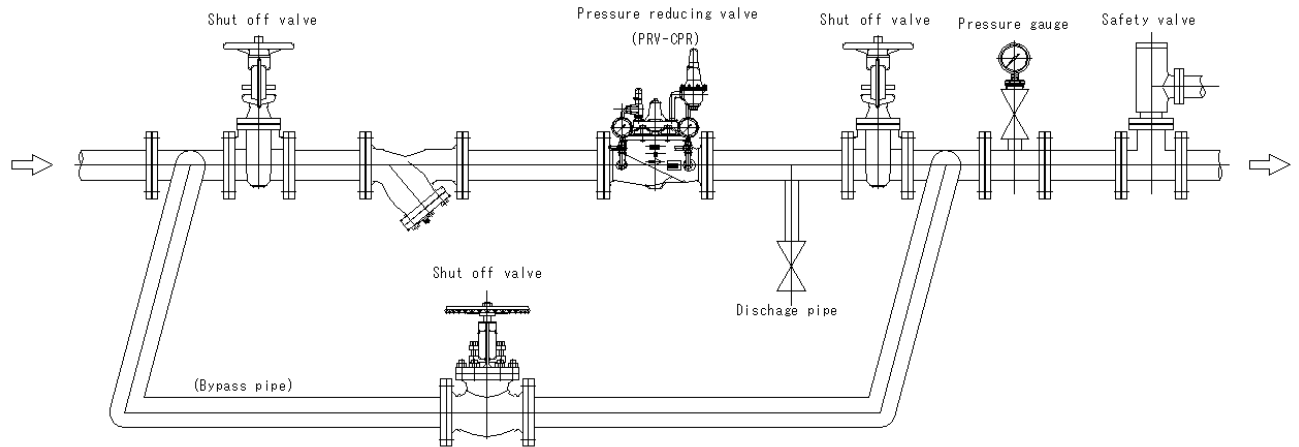 Shut off valve
Pressure reducing valve
(PRV-CPR)
Shut off valve
Pressure gauge
Safety valve
Shut off valve
Dischage pipe
(Bypass pipe)